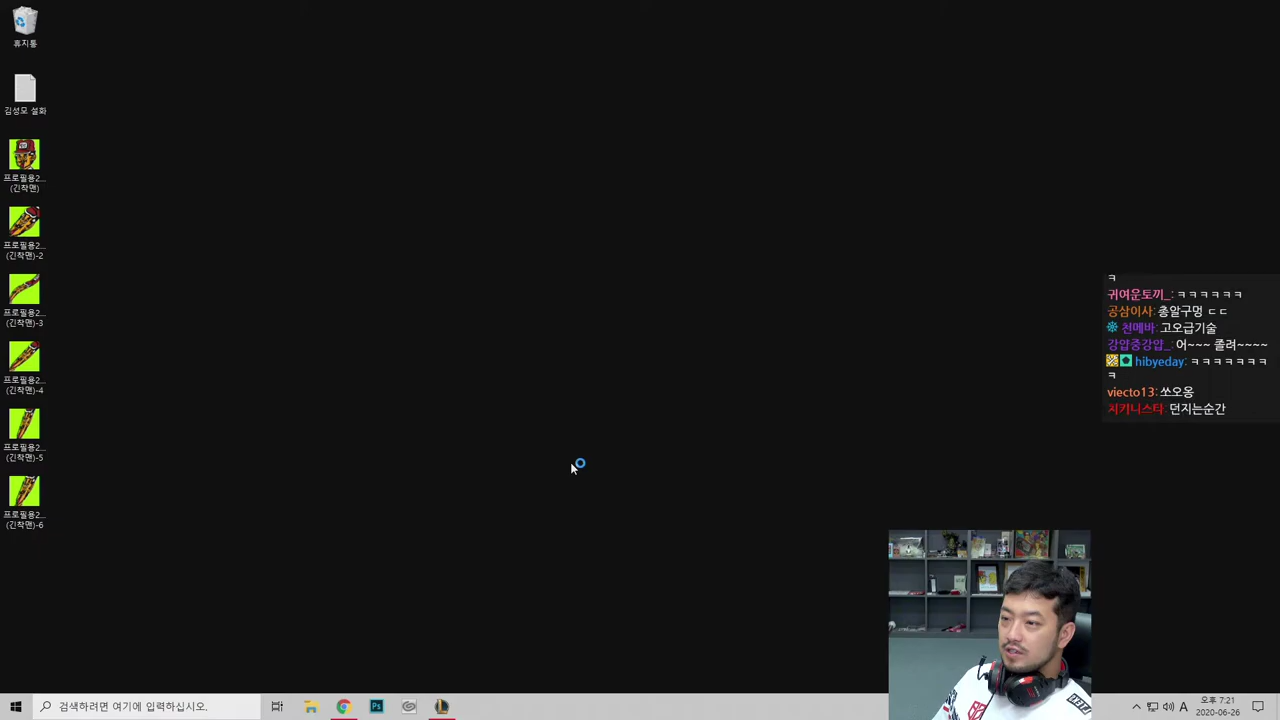 휴지통
김성모 설화
프로필용2...
(긴착맨)
프로필용2...
(긴착맨)-2
프로필용2...
(긴착맨)-3
프로필용2...
(긴착맨)-4
프로필용2...
(긴착맨)-5
프로필용2...
(긴착맨)-6
ㅋ
귀여운토끼_: ㅋㅋㅋㅋㅋㅋ
공삼이사: 총알구멍 ㄷㄷ
천메바: 고오급기술
강압중강압_: 어~~~ 졸려~~~~
hibyeday: ㅋㅋㅋㅋㅋㅋㅋ
ㅋ
viecto13: 쏘오옹
지키니스타: 던지는순간
검색하려면 여기에 입력하십시오.
Ps
A
오후 7:21
2020-06-26